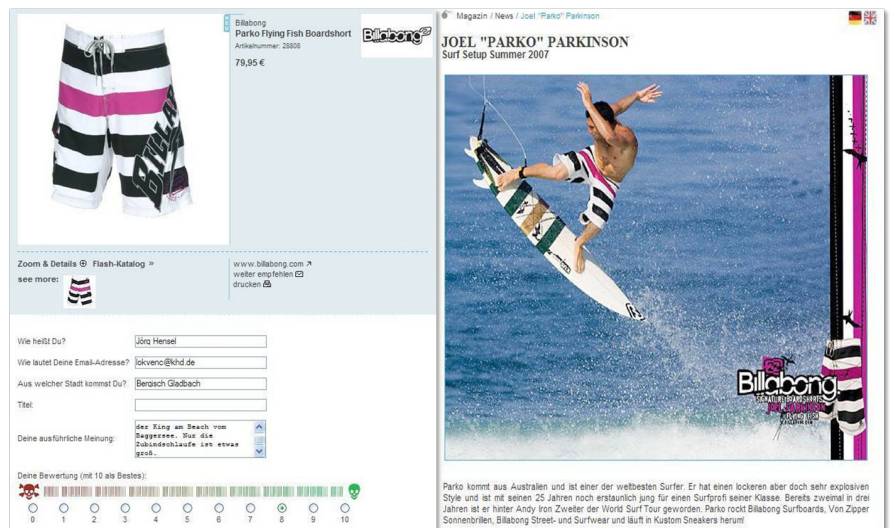 Billabong
Parko Flying Fish Boardshort
Artikelnummer: 28808
79,95 €
Billabong
BILLAB
Zoom & Details Flash-Katalog »
see more:
www.billabong.com
weiter empfehlen
drucken
Wie heißt Du? Jörg Hensel
Wie lautet Deine Email-Adresse? lokvenc@khd.de
Aus welcher Stadt kommst Du? Bergisch Gladbach
Titel:
Deine ausführliche Meinung:
der King am Beach vom
Baggersee. Nur die
Zubindschlaufe ist etwas
groß.
Deine Bewertung (mit 10 als Bestes):
0 1 2 3 4 5 6 7 8 9 10
Magazin / News / Joel "Parko" Parkinson
JOEL "PARKO" PARKINSON
Surf Setup Summer 2007
Billabong
SIGNATURE BOARDSHORTS
JOEL PARKINSON
FLYING FISH
Parko kommt aus Australien und ist einer der weltbesten Surfer. Er hat einen lockeren aber doch sehr explosiven
Style und ist mit seinen 25 Jahren noch erstaunlich jung für einen Surfprofi seiner Klasse. Bereits zweimal in drei
Jahren ist er hinter Andy Iron Zweiter der World Surf Tour geworden. Parko rockt Billabong Surfboards, Von Zipper
Sonnenbrillen, Billabong Street- und Surfwear und läuft in Kustom Sneakers herum!